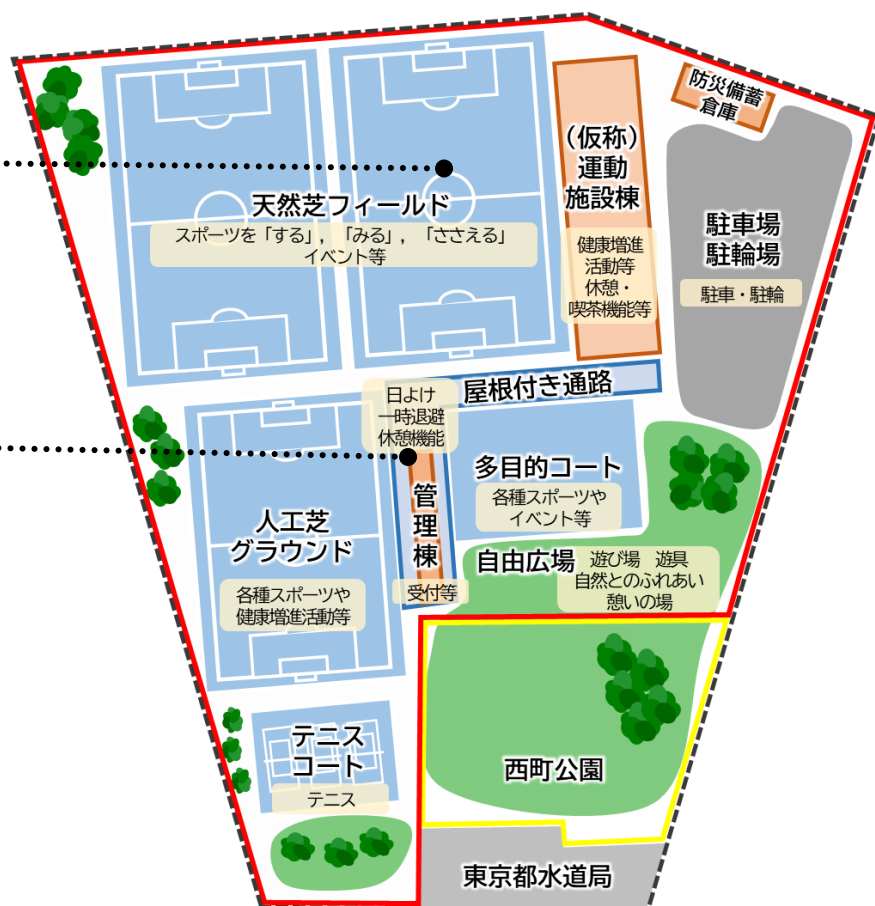 防災備蓄
倉庫
(仮称)
運動
施設棟
健康増進
活動等
休憩・
喫茶機能等
駐車場
駐輪場
駐車・駐輪
天然芝フィールド
スポーツを「する」,「みる」,「ささえる」
イベント等
屋根付き通路
日よけ
一時退避
休憩機能
多目的コート
各種スポーツや
イベント等
管
理
棟
受付等
人工芝
グラウンド
各種スポーツや
健康増進活動等
自由広場
遊び場 遊具
自然とのふれあい
憩いの場
テニス
コート
テニス
西町公園
東京都水道局